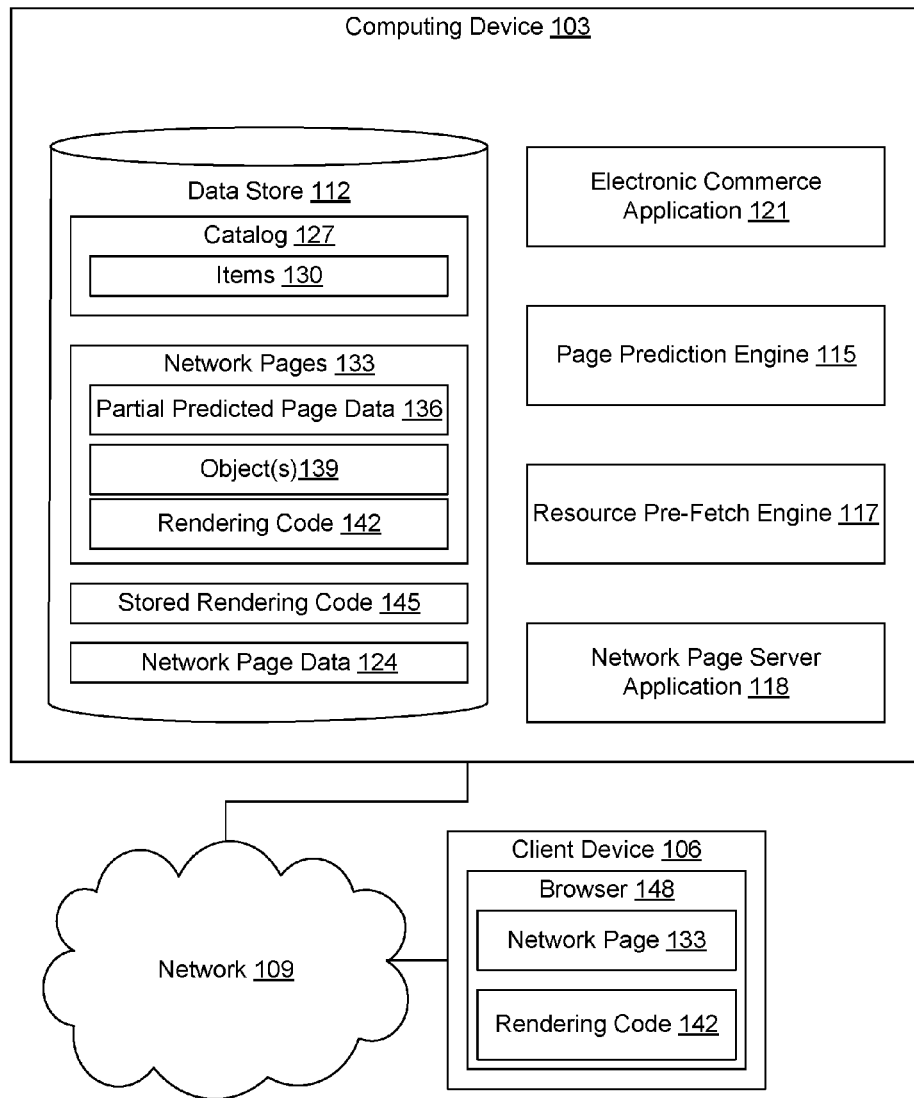 Computing Device 103
Data Store 112
Catalog 127
Items 130
Network Pages 133
Partial Predicted Page Data 136
Object(s)139
Rendering Code 142
Stored Rendering Code 145
Network Page Data 124
Electronic Commerce
Application 121
Page Prediction Engine 115
Resource Pre-Fetch Engine 117
Network Page Server
Application 118
Network 109
Client Device 106
Browser 148
Network Page 133
Rendering Code 142